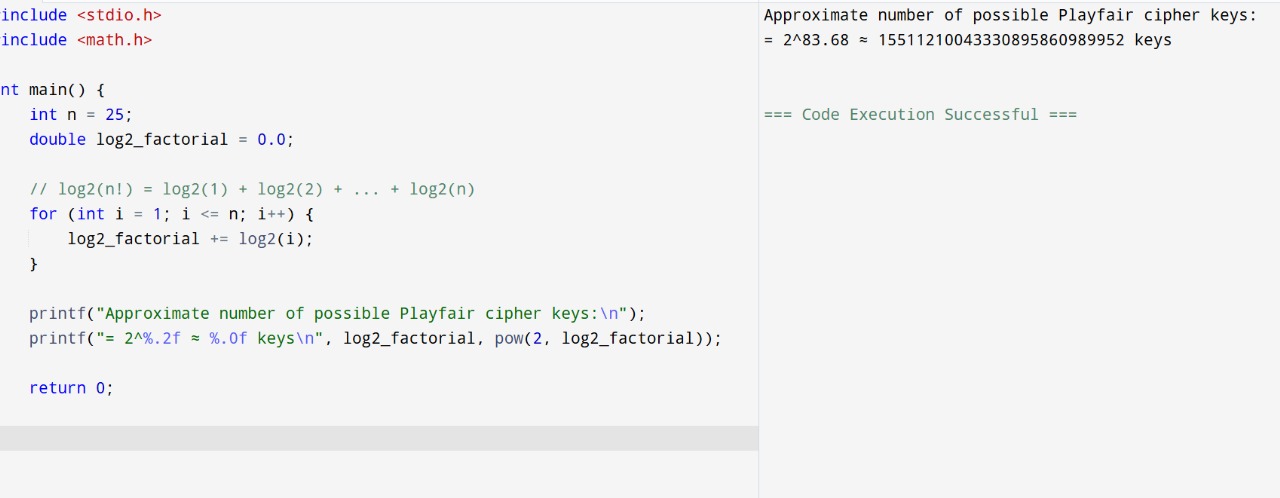 include <stdio.h>
include <math.h>
nt main() {
int n = 25;
double log2_factorial = 0.0;
// log2(n!) = log2(1) + log2(2) + ... + log2(n)
for (int i = 1; i <= n; i++) {
log2_factorial += log2(i);
}
printf("Approximate number of possible Playfair cipher keys:\n");
printf("= 2^%.2f ≈ %.0f keys\n", log2_factorial, pow(2, log2_factorial));
return 0;
Approximate number of possible Playfair cipher keys:
= 2^83.68 ≈ 15511210043330895860989952 keys
=== Code Execution Successful ===